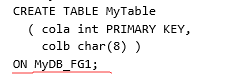 CREATE TABLE MyTable
( cola int PRIMARY KEY,
colb char(8) )
ON MyDB_FG1;